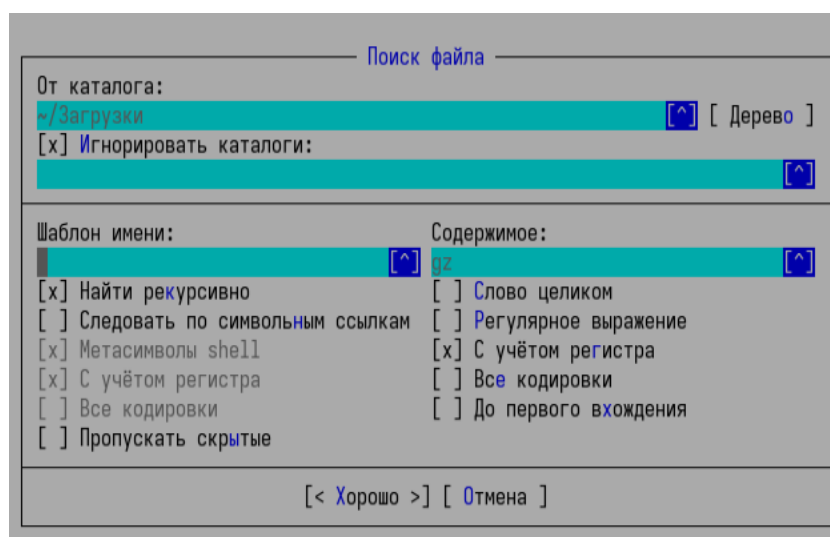 Поиск файла
От каталога:
~/Загрузки [^] [ Дерево ]
[x] Игнорировать каталоги:
[^]
Шаблон имени: Содержимое:
[^] gz [^]
[x] Найти рекурсивно [ ] Слово целиком
[ ] Следовать по символьным ссылкам [ ] Регулярное выражение
[x] Метасимволы shell [x] С учётом регистра
[x] С учётом регистра [ ] Все кодировки
[ ] Все кодировки [ ] До первого вхождения
[ ] Пропускать скрытые
[< Хорошо >] [ Отмена ]